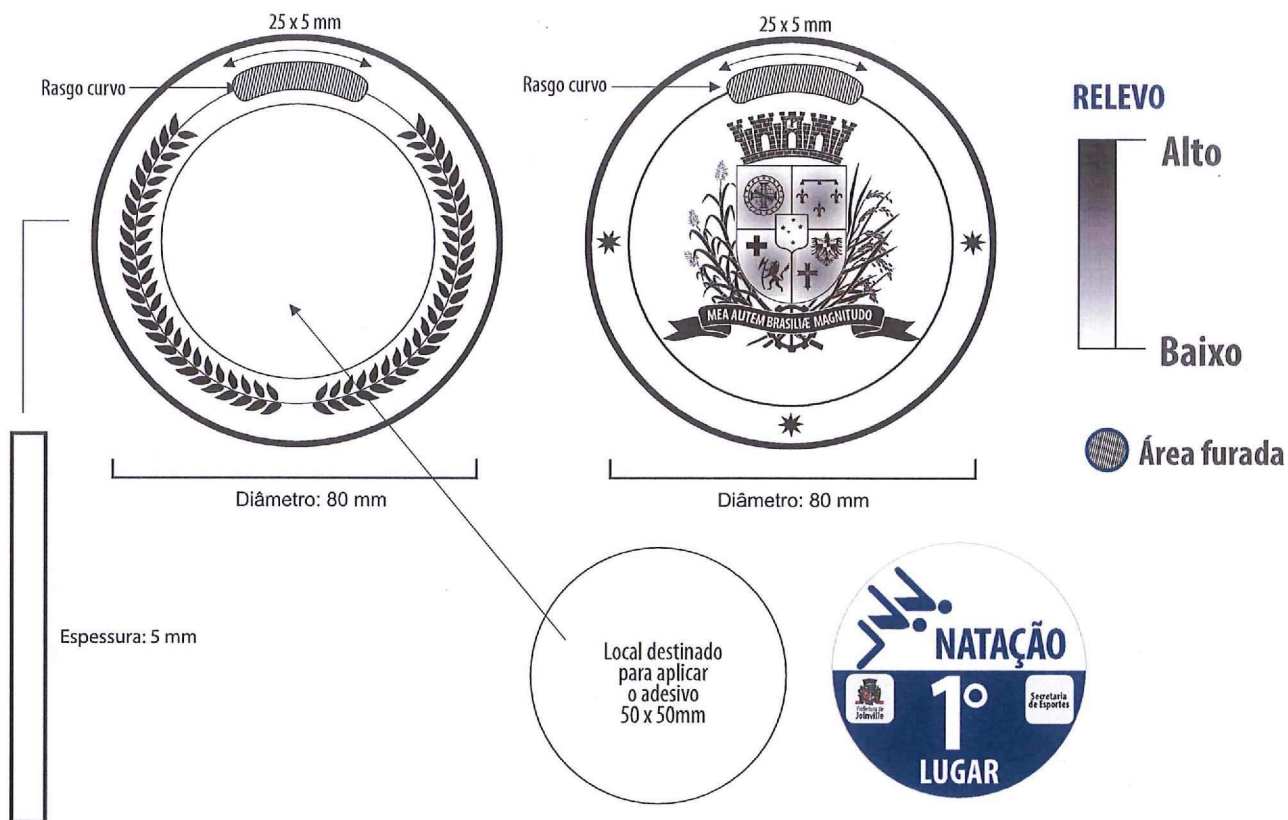 25 x 5 mm
25 x 5 mm
Rasgo curvo
Rasgo curvo
RELEVO
Alto
Baixo
MEA AUTEM BRASILIÆ MAGNITUDO
Área furada
Diâmetro: 80 mm
Diâmetro: 80 mm
Espessura: 5 mm
Local destinado
para aplicar
o adesivo
50 x 50mm
NATAÇÃO
1º
LUGAR
Prefeitura de
Joinville
Secretaria
de Esportes